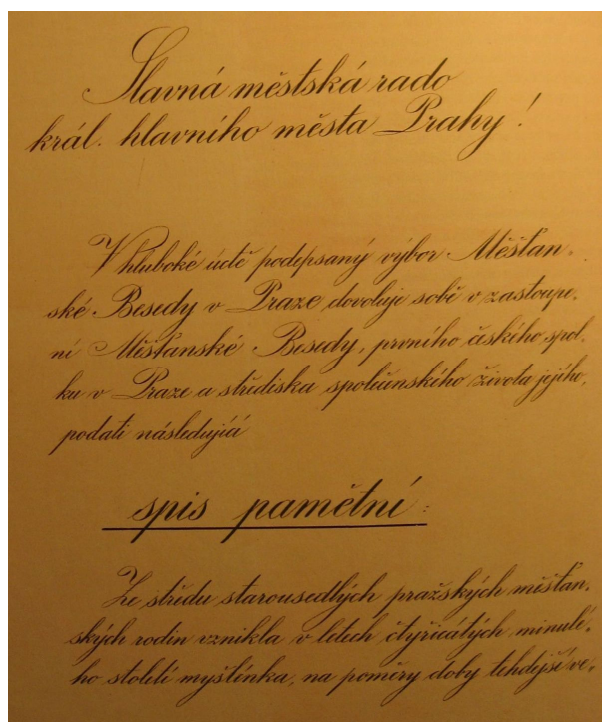 Slavná městská rado
král. hlavního města Prahy!
V hluboké úctě podepsaný výbor Měšťan-
ské Besedy v Praze dovoluje sobě v zastoupe-
ní Měšťanské Besedy, prvního českého spol-
ku v Praze a střediska společenského života jejího,
podati následující
spis pamětní:
Ze středu starousedlých pražských měšťan-
ských rodin vznikla v letech čtyřicátých minulé-
ho století myšlénka, na poměry doby tehdejší ve-